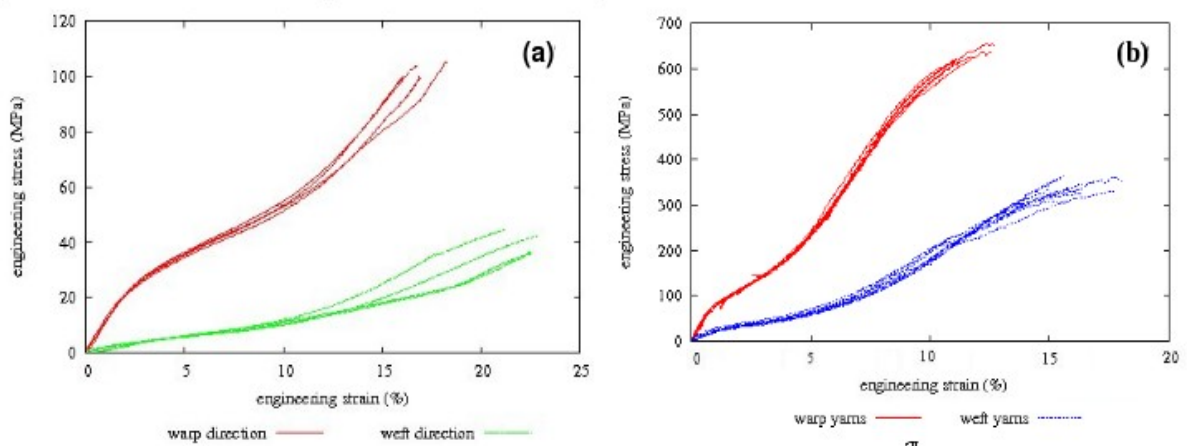 120
100
80
60
40
20
0
engineering stress (MPa)
(a)
0 5 10 15 20 25
engineering strain (%)
warp direction
weft direction
700
600
500
400
300
200
100
0
engineering stress (MPa)
(b)
0 5 10 15 20
engineering strain (%)
warp yarns
weft yarns